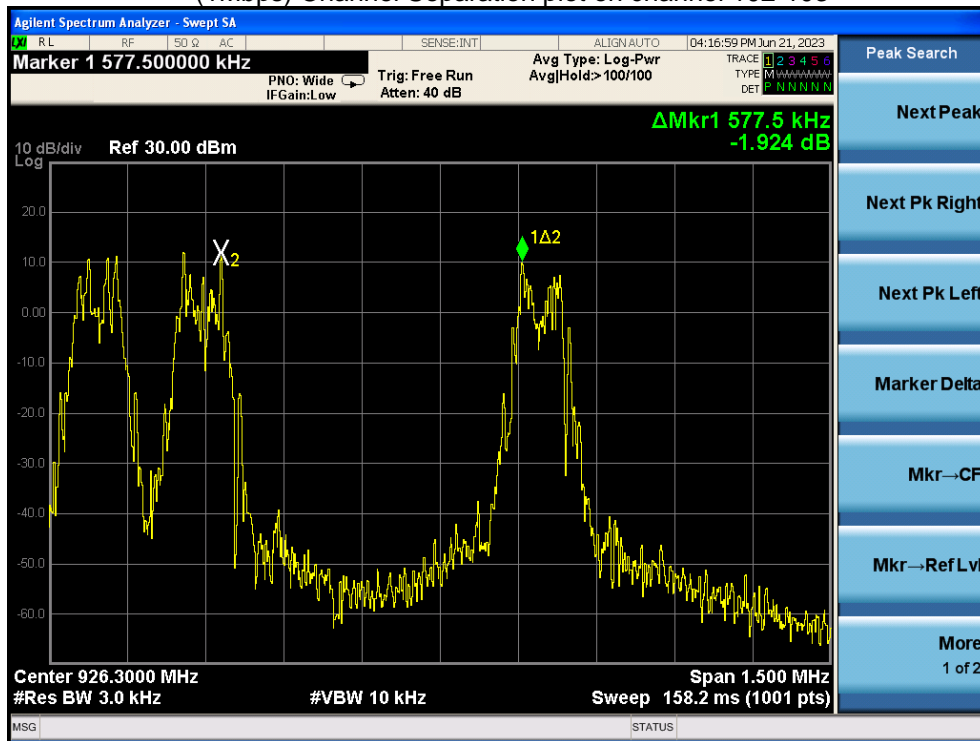 Agilent Spectrum Analyzer - Swept SA
LXI RL RF 50 Ω AC SENSE:INT ALIGNAUTO 04:16:59 PM Jun 21, 2023
Marker 1 577.500000 kHz
PNO: Wide
IFGain:Low
Trig: Free Run
Atten: 40 dB
Avg Type: Log-Pwr
Avg|Hold:>100/100
TRACE 1 2 3 4 5 6
TYPE MWWWWW
DET P NNNNN
Peak Search
Next Peak
Next Pk Right
Next Pk Left
Marker Delta
Mkr→CF
Mkr→Ref Lvl
More
1 of 2
ΔMkr1 577.5 kHz
-1.924 dB
10 dB/div Ref 30.00 dBm
Log
20.0
10.0
0.00
-10.0
-20.0
-30.0
-40.0
-50.0
-60.0
X2
1Δ2
Center 926.3000 MHz Span 1.500 MHz
#Res BW 3.0 kHz #VBW 10 kHz Sweep 158.2 ms (1001 pts)
MSG STATUS